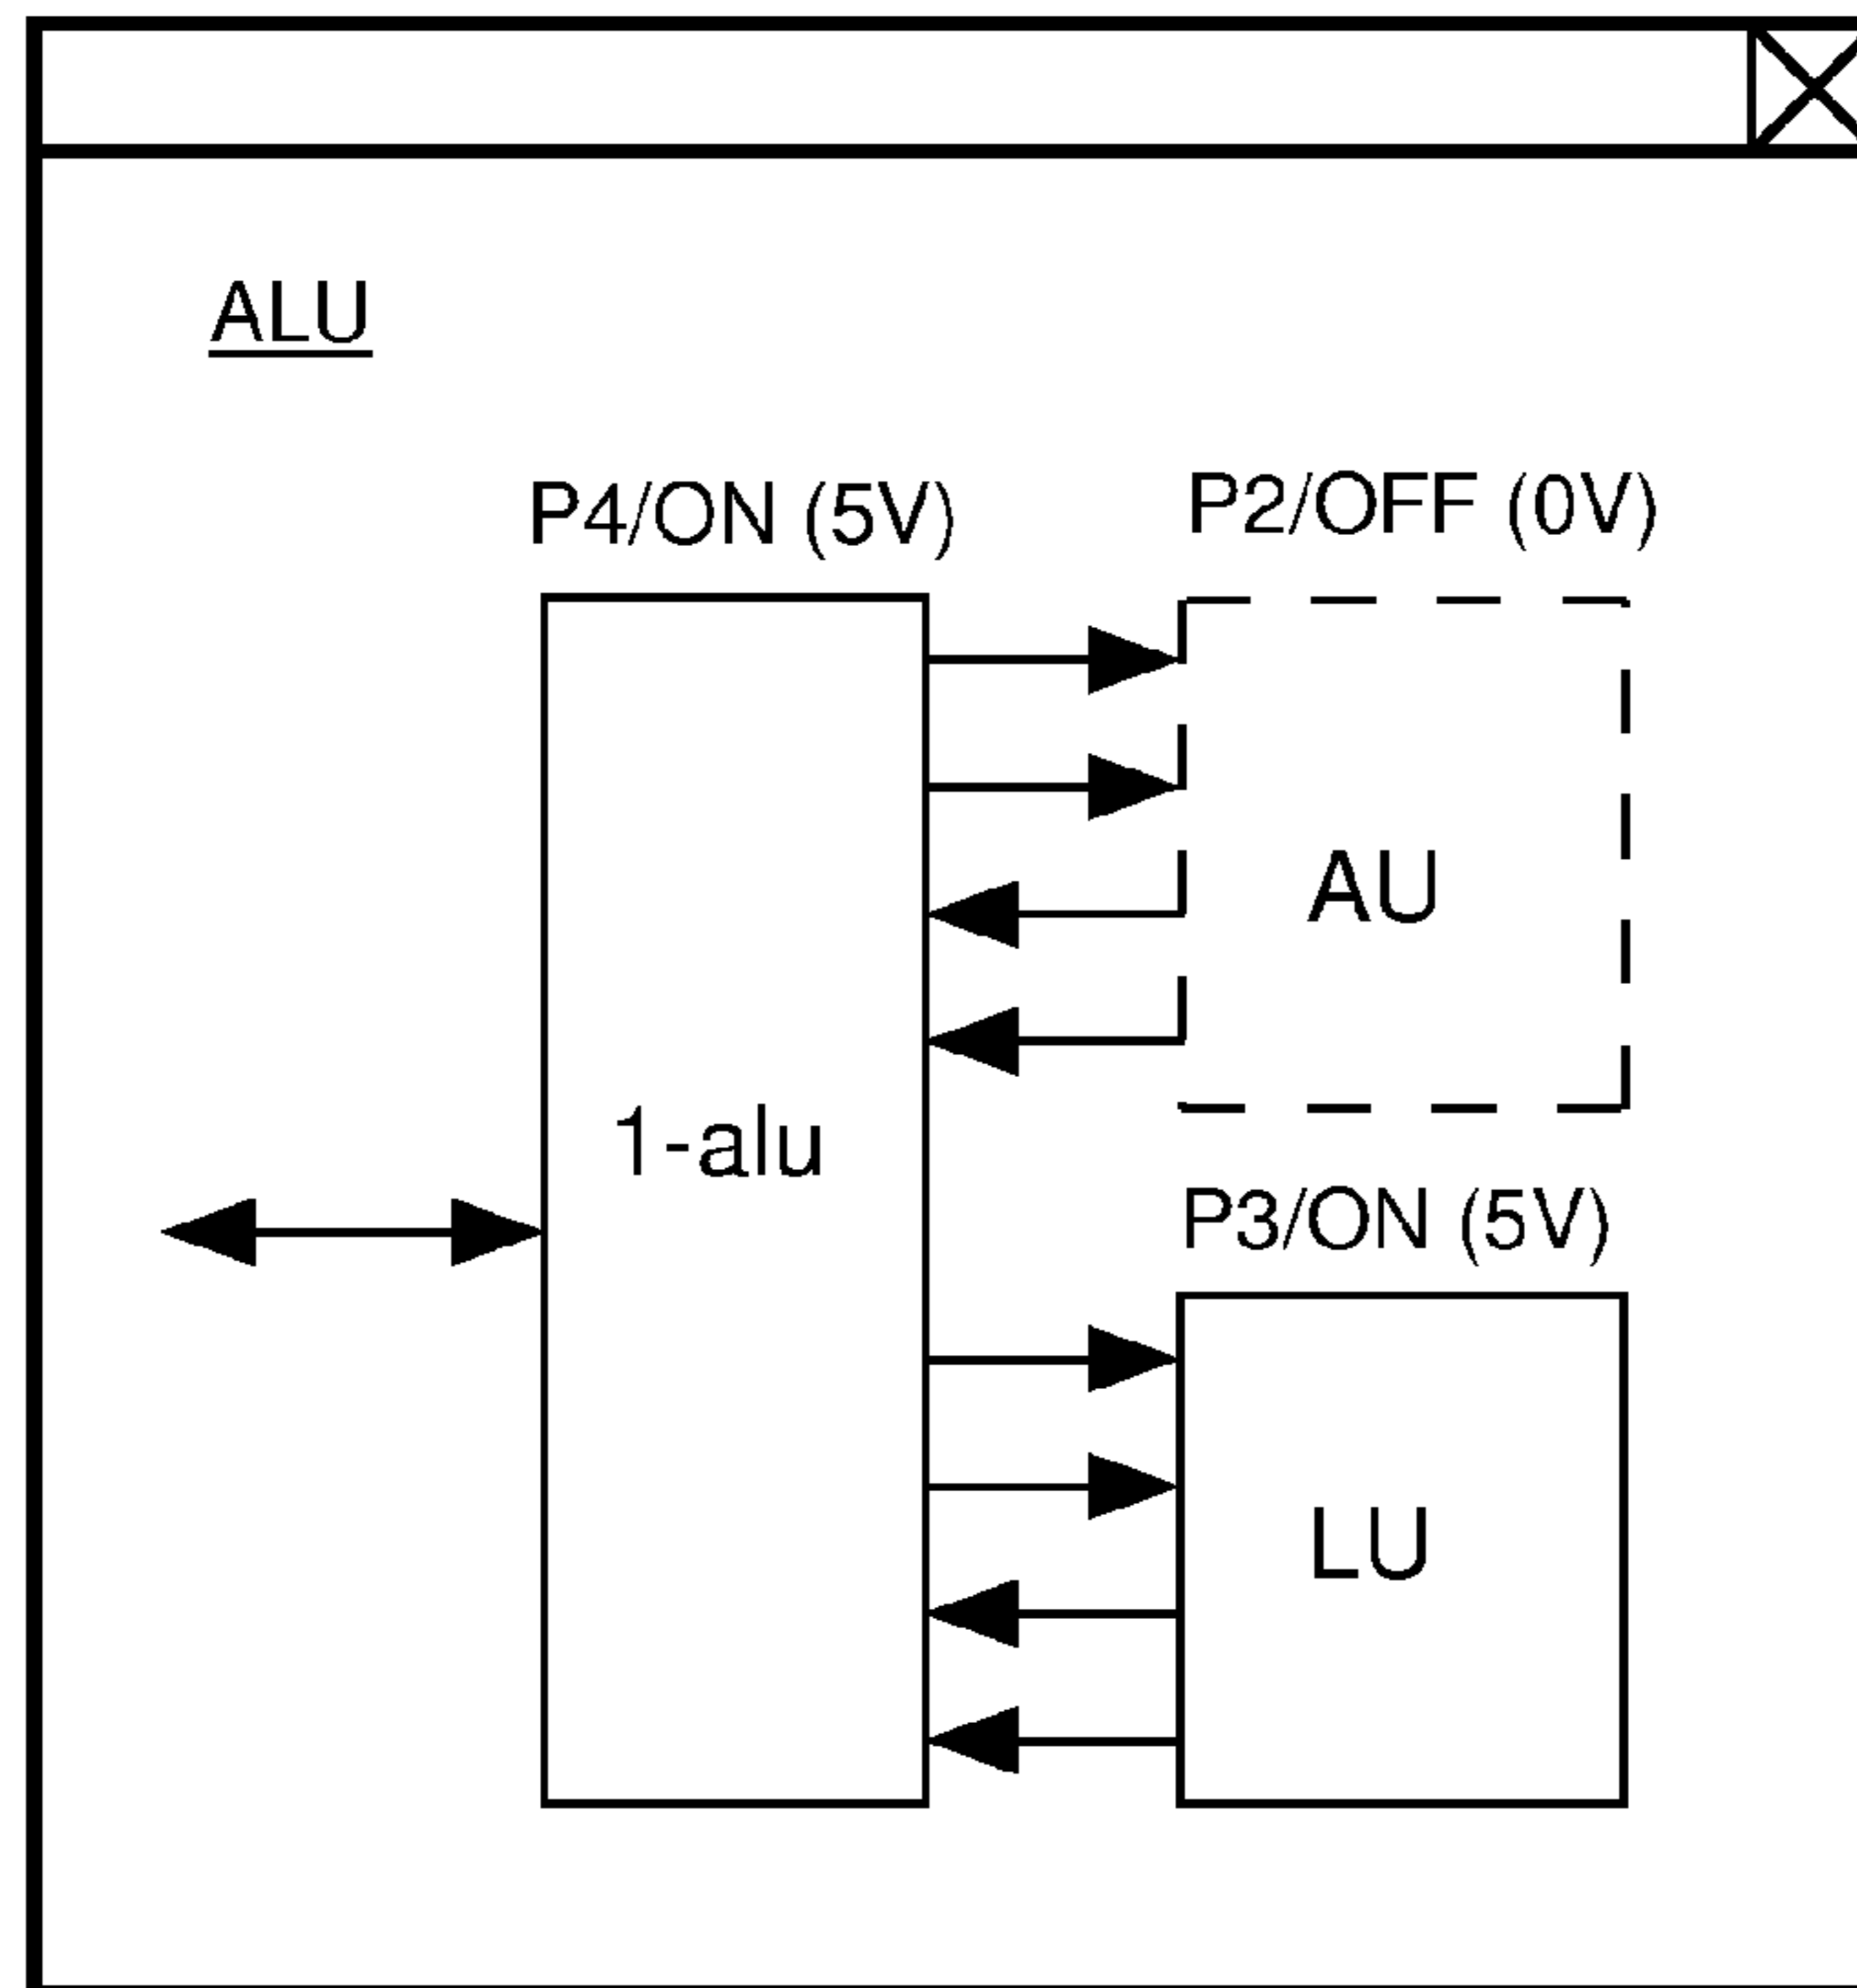 ALU
P4/ON (5V)
P2/OFF (0V)
AU
1-alu
P3/ON (5V)
LU